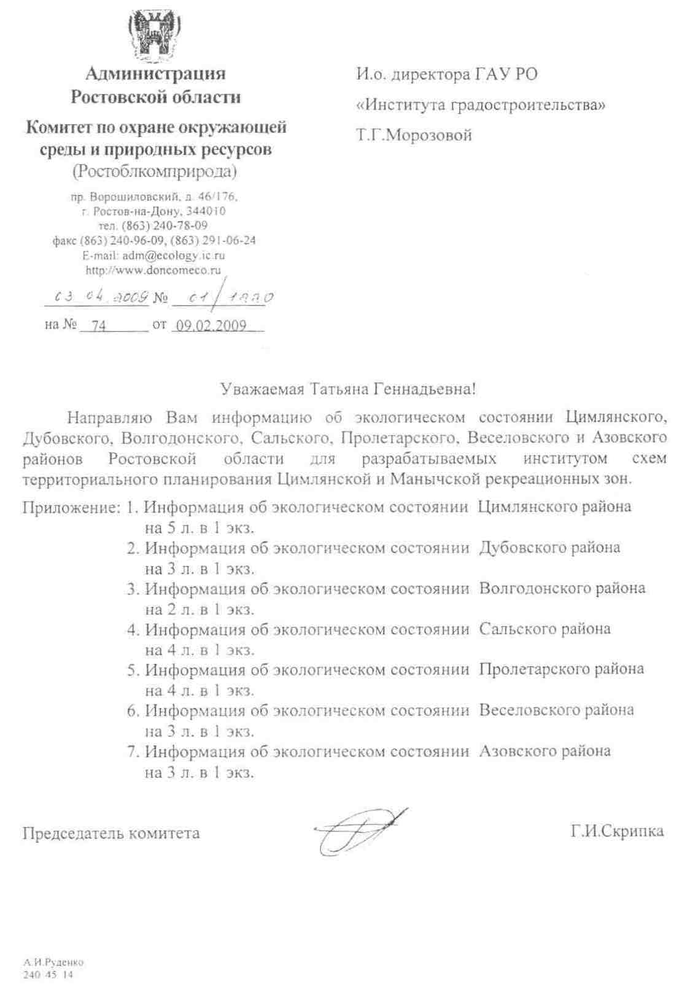 Администрация
Ростовской области
Комитет по охране окружающей
среды и природных ресурсов
(Ростоблкомприрода)
пр. Ворошиловский, д. 46/176,
г. Ростов-на-Дону, 344010
тел. (863) 240-78-09
факс (863) 240-96-09, (863) 291-06-24
E-mail: adm@ecology.ic.ru
http://www.doncomeco.ru
03 04. 2009 № 01/1220
на № 74 от 09.02.2009
И.о. директора ГАУ РО
«Института градостроительства»
Т.Г.Морозовой
Уважаемая Татьяна Геннадьевна!
Направляю Вам информацию об экологическом состоянии Цимлянского,
Дубовского, Волгодонского, Сальского, Пролетарского, Веселовского и Азовского
районов Ростовской области для разрабатываемых институтом схем
территориального планирования Цимлянской и Манычской рекреационных зон.
Приложение: 1. Информация об экологическом состоянии Цимлянского района
на 5 л. в 1 экз.
2. Информация об экологическом состоянии Дубовского района
на 3 л. в 1 экз.
3. Информация об экологическом состоянии Волгодонского района
на 2 л. в 1 экз.
4. Информация об экологическом состоянии Сальского района
на 4 л. в 1 экз.
5. Информация об экологическом состоянии Пролетарского района
на 4 л. в 1 экз.
6. Информация об экологическом состоянии Веселовского района
на 3 л. в 1 экз.
7. Информация об экологическом состоянии Азовского района
на 3 л. в 1 экз.
Председатель комитета
Г.И.Скрипка
А.И.Руденко
240 45 14